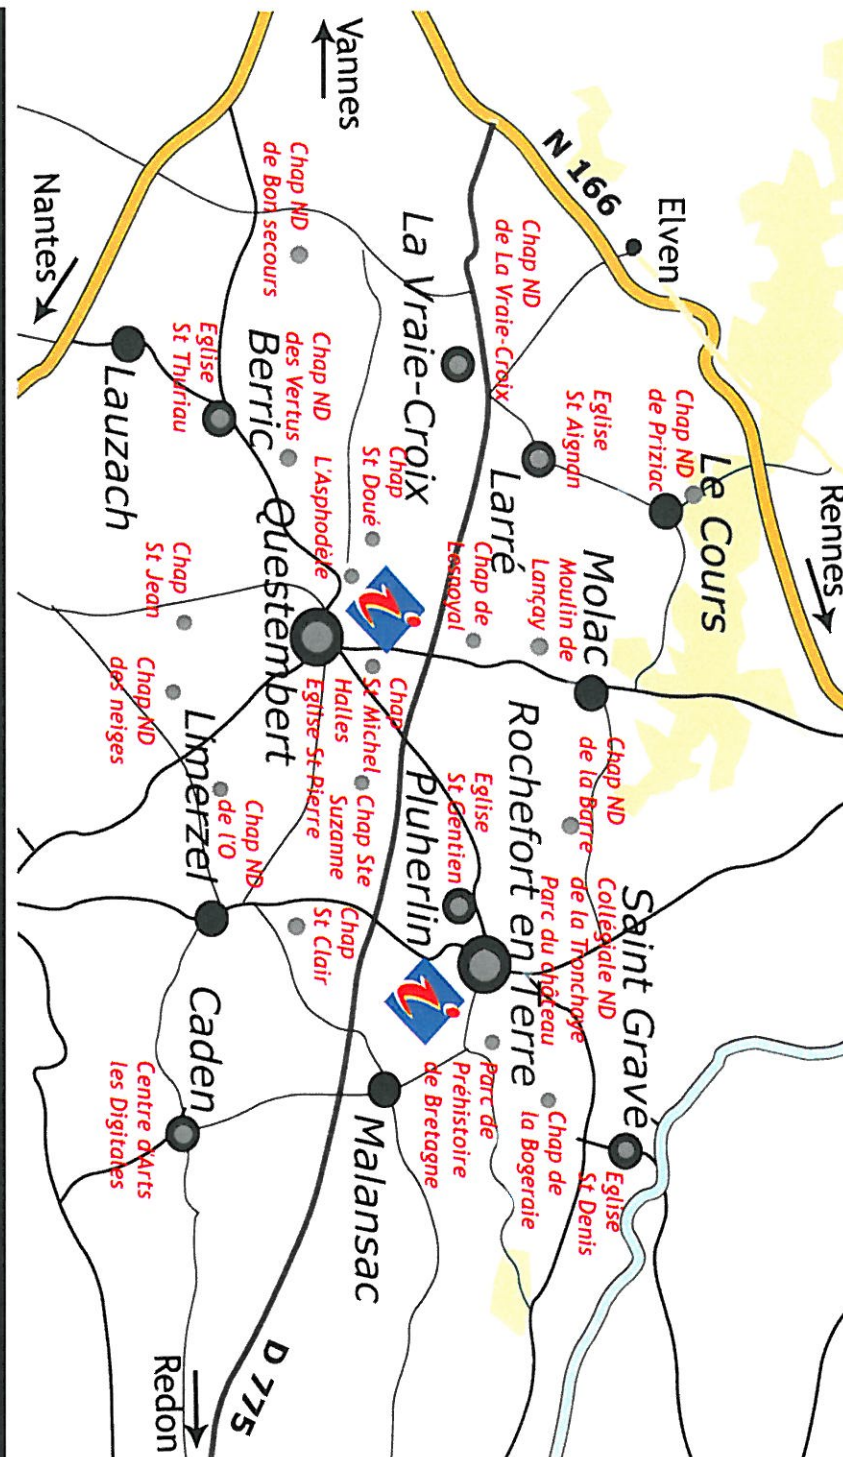 Rennes
N 166
Elven
Chap ND
de Priziac
Le Cours
Eglise
St Aignan
Larré
Chap ND
de La Vraie-Croix
La Vraie-Croix
Vannes
Molac
Moulin de
Lançay
Chap de
Lesnoyal
Chap ND
de la Barre
Saint Gravé
Eglise
St Denis
Collégiale ND
de la Tronchaye
Parc du château
Rochefort en Terre
Chap de
la Bogeraie
Parc de
Préhistoire
de Bretagne
Eglise
St Gentien
Pluherlin
i
Malansac
Chap
St Doué
L'Asphodèle
i
Questembert
Chap
St Michel
Halles
Eglise St Pierre
Chap Ste
Suzanne
Chap
St Clair
Chap ND
de Bon secours
Chap ND
des Vertus
Berric
Eglise
St Thuriau
Lauzach
Nantes
Chap
St Jean
Chap ND
des neiges
Chap ND
de l'O
Limerzel
Caden
Centre d'Arts
les Digitales
D 775
Redon